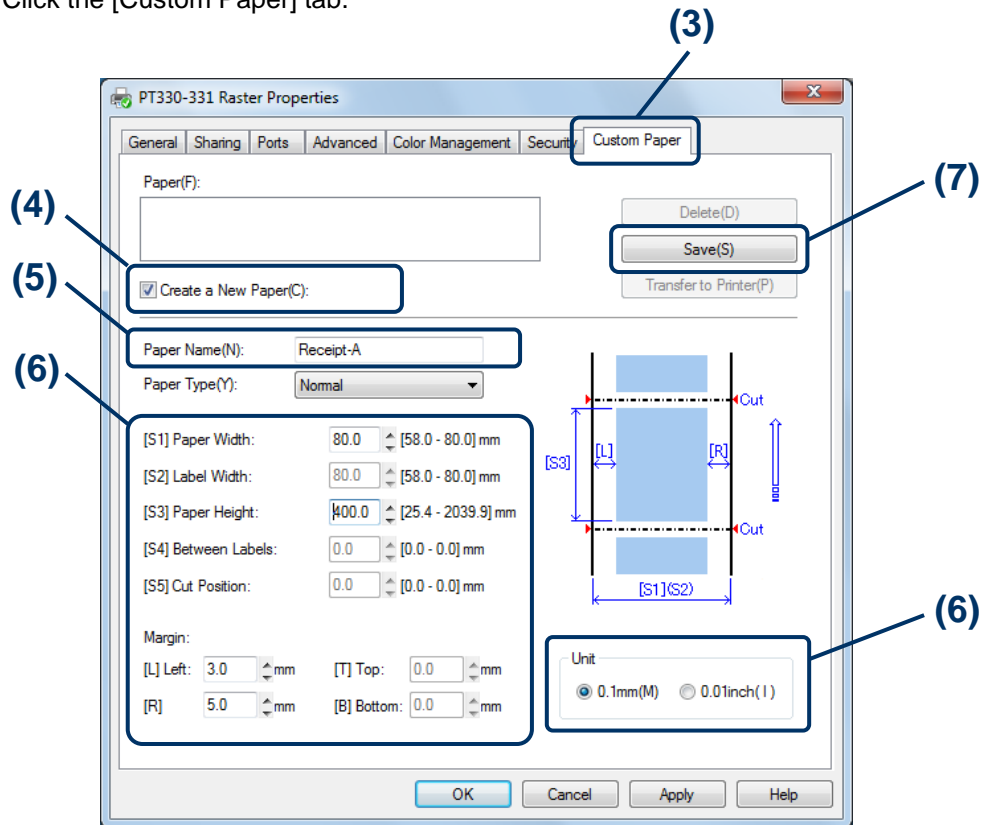 Click the [Custom Paper] tab.
(3)
PT330-331 Raster Properties
X
General Sharing Ports Advanced Color Management Security Custom Paper
Paper(F):
(7)
Delete(D)
(4)
Save(S)
(5)
Create a New Paper(C):
Transfer to Printer(P)
Paper Name(N): Receipt-A
(6)
Paper Type(Y): Normal
Cut
[S1] Paper Width: 80.0 [58.0 - 80.0] mm
[S3] [L] [R]
[S2] Label Width: 80.0 [58.0 - 80.0] mm
[S3] Paper Height: 400.0 [25.4 - 2039.9] mm
Cut
[S4] Between Labels: 0.0 [0.0 - 0.0] mm
[S5] Cut Position: 0.0 [0.0 - 0.0] mm
[S1](S2)
(6)
Margin:
Unit
[L] Left: 3.0 mm [T] Top: 0.0 mm
0.1mm(M) 0.01inch( I )
[R] 5.0 mm [B] Bottom: 0.0 mm
OK Cancel Apply Help